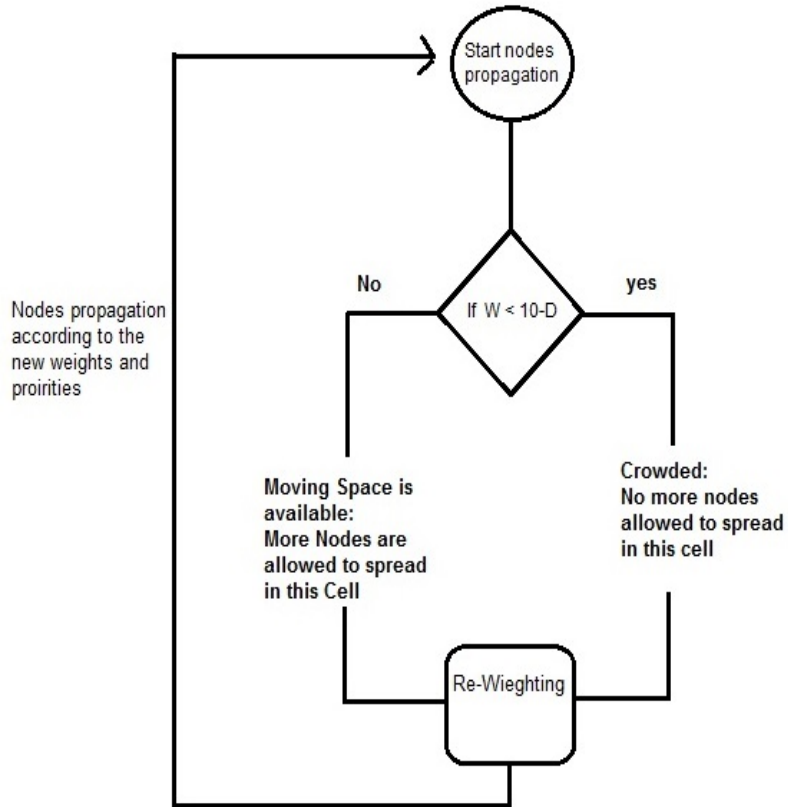 Start nodes
propagation
If W < 10-D
No
yes
Nodes propagation
according to the
new weights and
proirities
Moving Space is
available:
More Nodes are
allowed to spread
in this Cell
Crowded:
No more nodes
allowed to spread
in this cell
Re-Wieghting